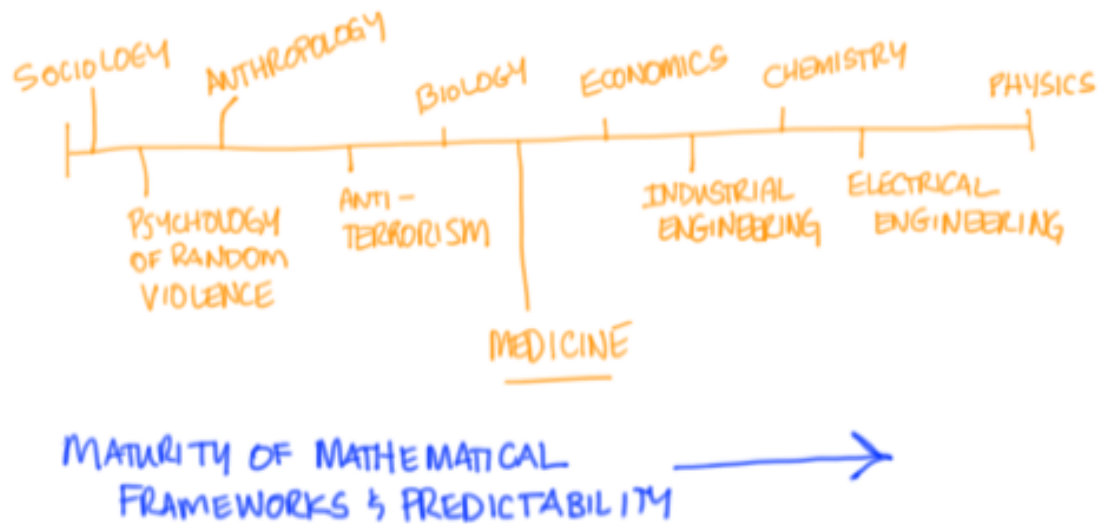 SOCIOLOGY
ANTHROPOLOGY
BIOLOGY
ECONOMICS
CHEMISTRY
PHYSICS
PSYCHOLOGY
OF RANDOM
VIOLENCE
ANTI-
TERRORISM
MEDICINE
INDUSTRIAL
ENGINEERING
ELECTRICAL
ENGINEERING
MATURITY OF MATHEMATICAL
FRAMEWORKS & PREDICTABILITY